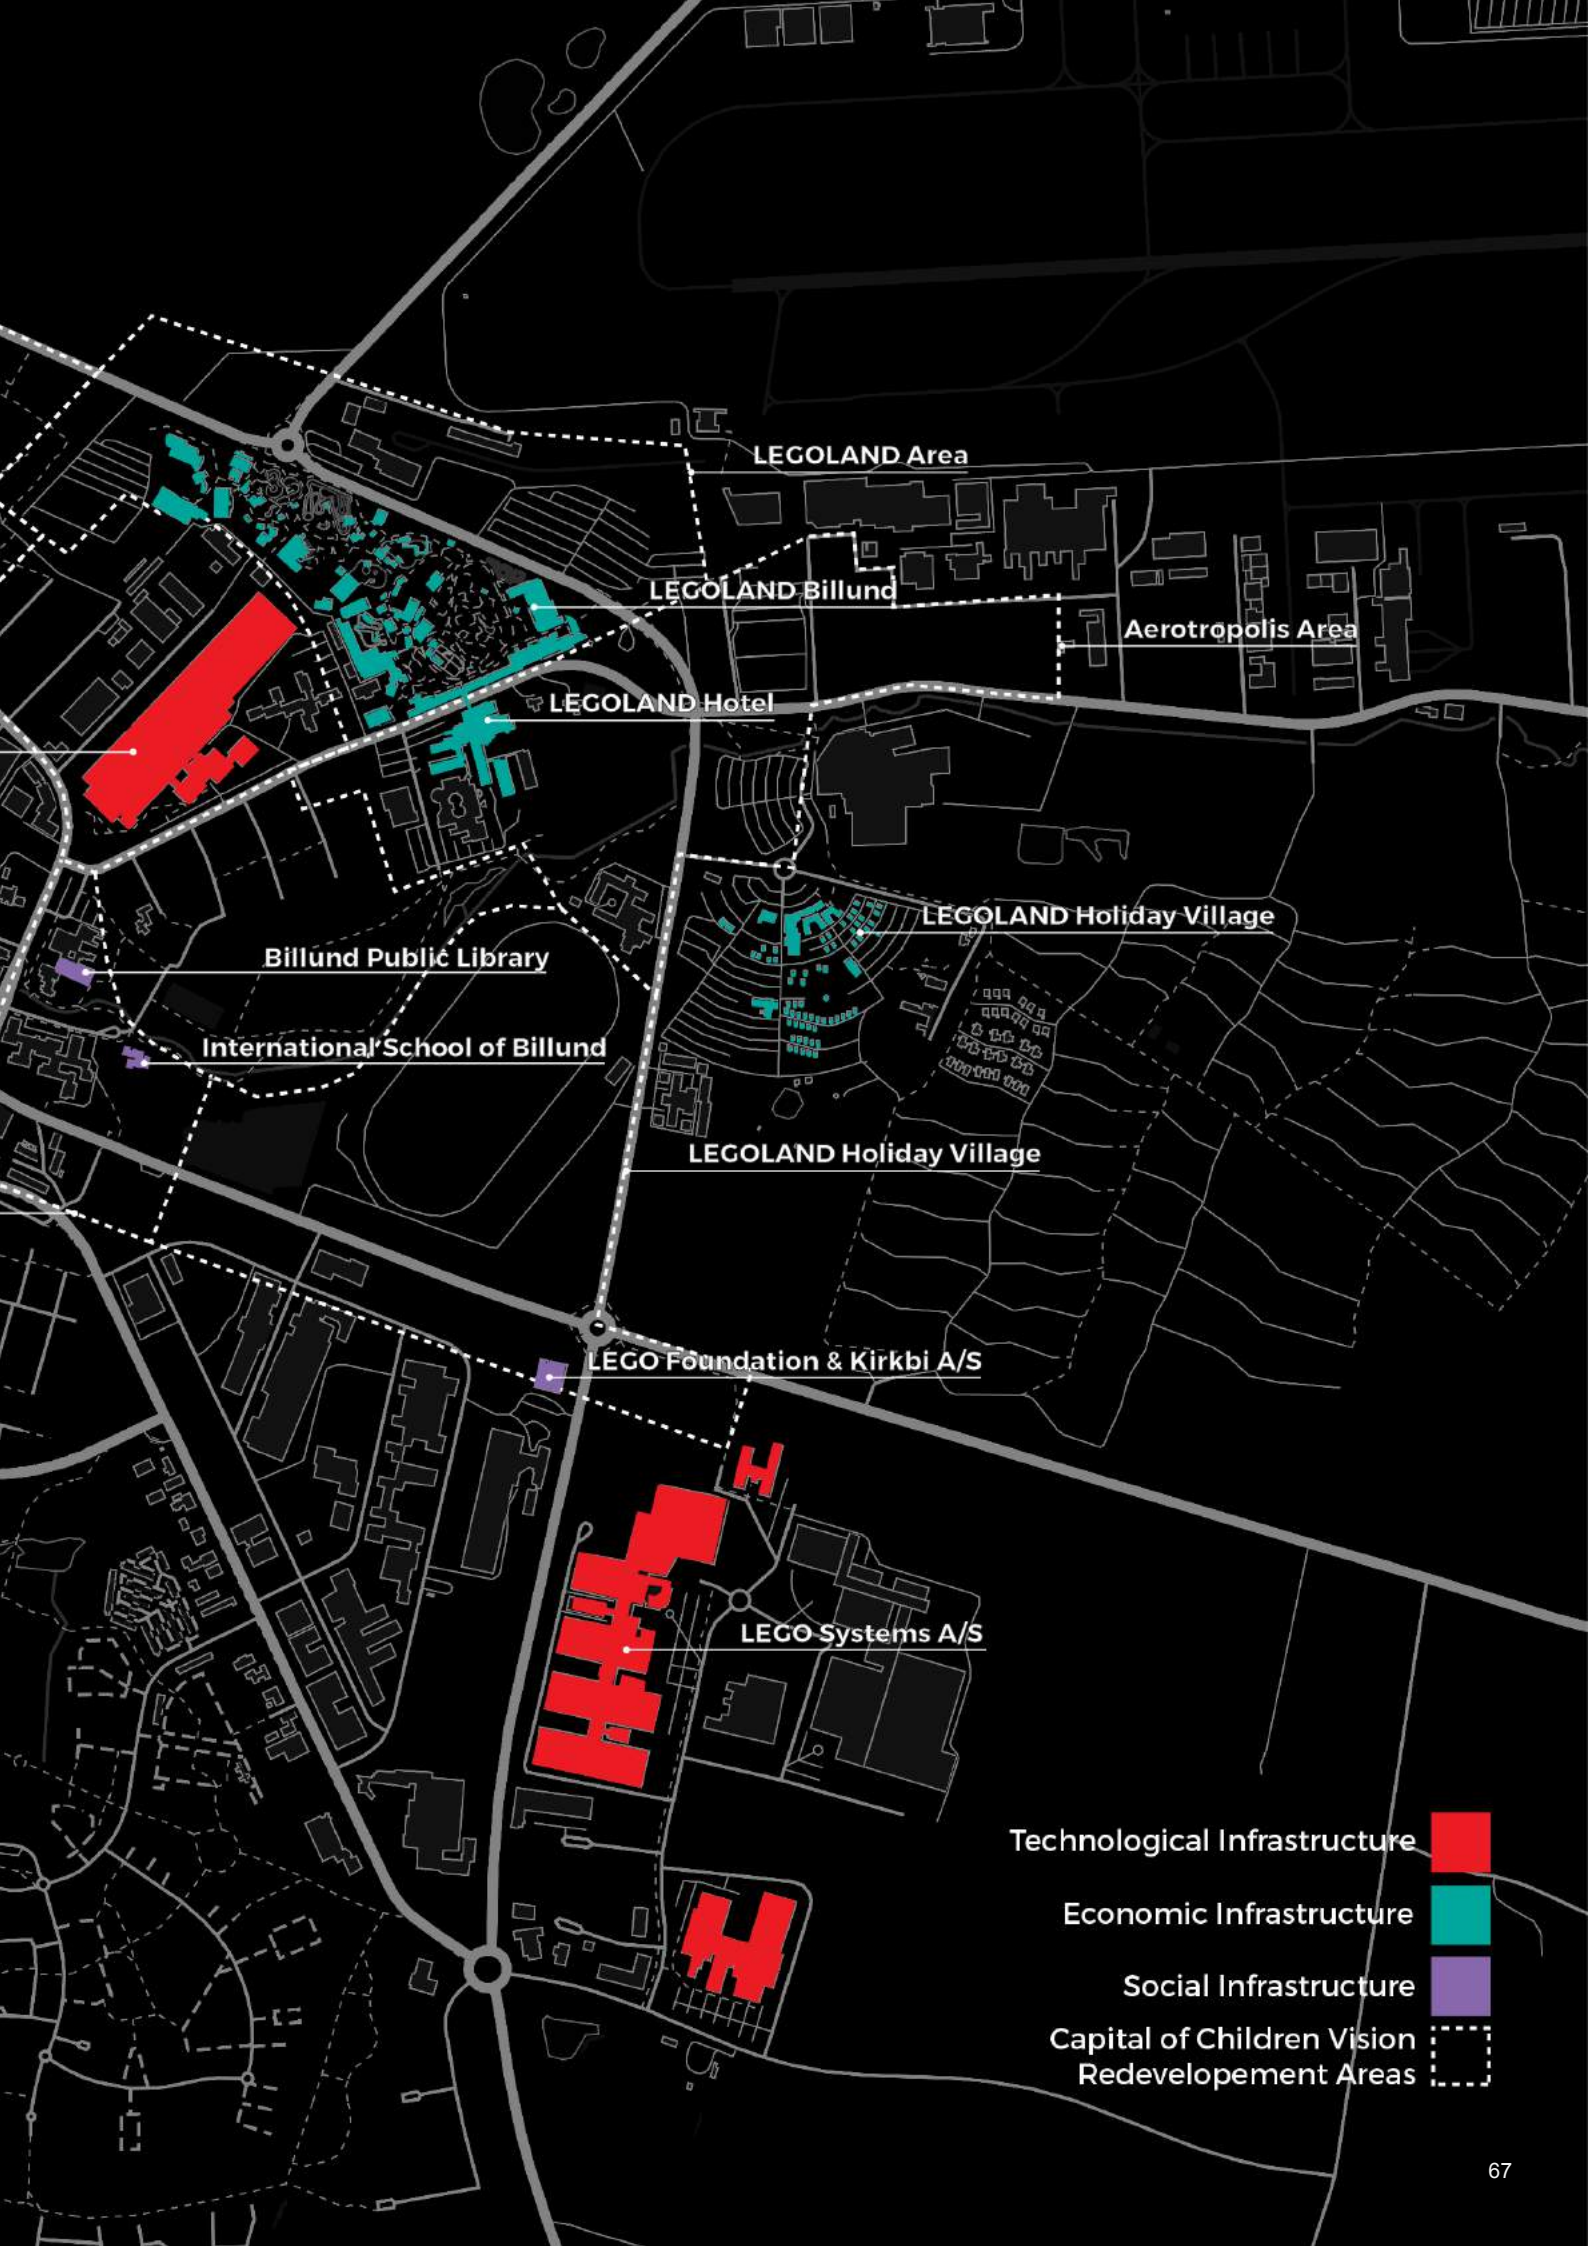 LEGOLAND Area
LEGOLAND Billund
Aerotropolis Area
LEGOLAND Hotel
LEGOLAND Holiday Village
Billund Public Library
International School of Billund
LEGOLAND Holiday Village
LEGO Foundation & Kirkbi A/S
LEGO Systems A/S
Technological Infrastructure
Economic Infrastructure
Social Infrastructure
Capital of Children Vision
Redevelopement Areas
67